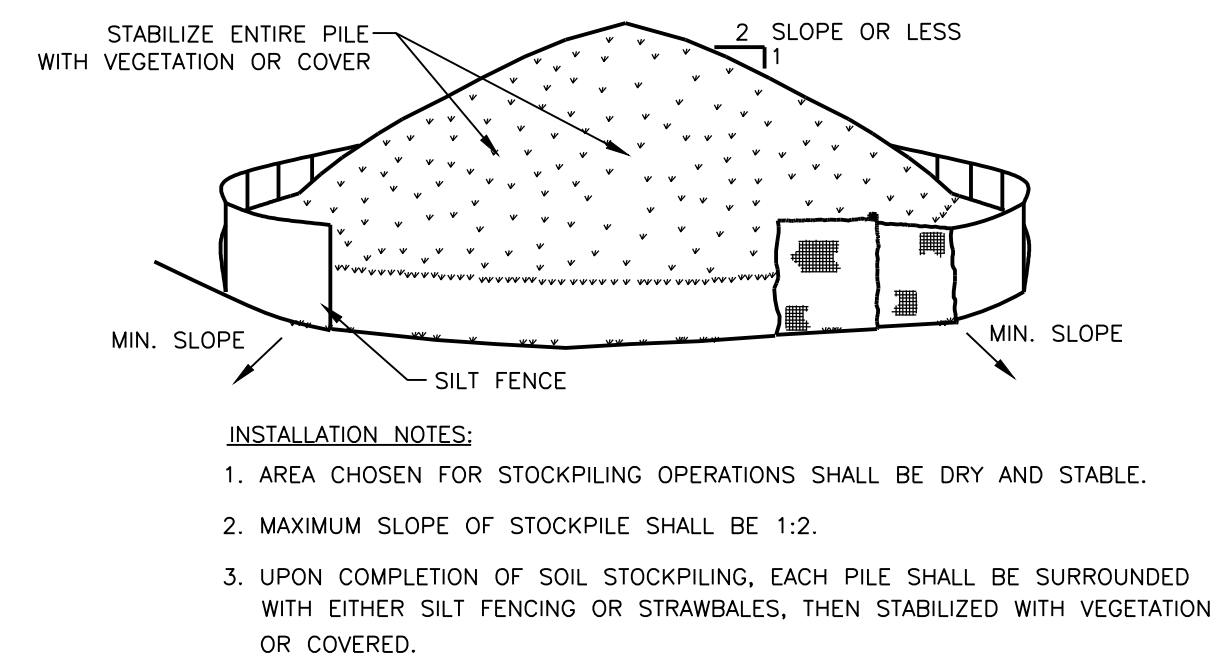 STABILIZE ENTIRE PILE
WITH VEGETATION OR COVER
2 SLOPE OR LESS
1
MIN. SLOPE
MIN. SLOPE
SILT FENCE
INSTALLATION NOTES:
1. AREA CHOSEN FOR STOCKPILING OPERATIONS SHALL BE DRY AND STABLE.
2. MAXIMUM SLOPE OF STOCKPILE SHALL BE 1:2.
3. UPON COMPLETION OF SOIL STOCKPILING, EACH PILE SHALL BE SURROUNDED
WITH EITHER SILT FENCING OR STRAWBALES, THEN STABILIZED WITH VEGETATION
OR COVERED.